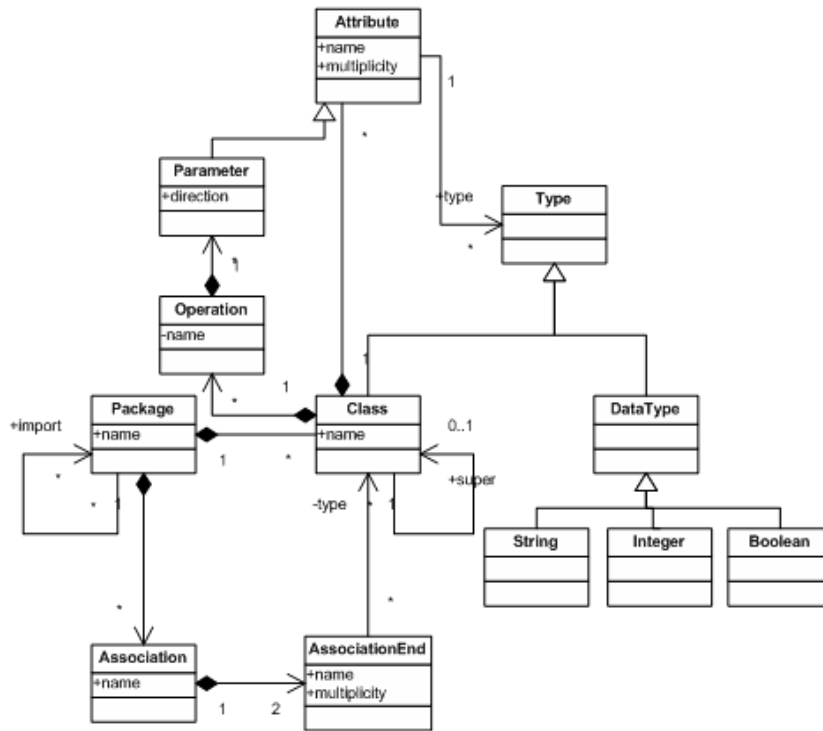 Attribute
+name
+multiplicity
1
*
Parameter
+direction
+type
Type
*
*
1
Operation
-name
1
1
*
Package
+name
Class
+name
DataType
+import
0..1
1
*
+super
*
*
1
-type
*
1
String
Integer
Boolean
*
*
Association
+name
AssociationEnd
+name
+multiplicity
1
2